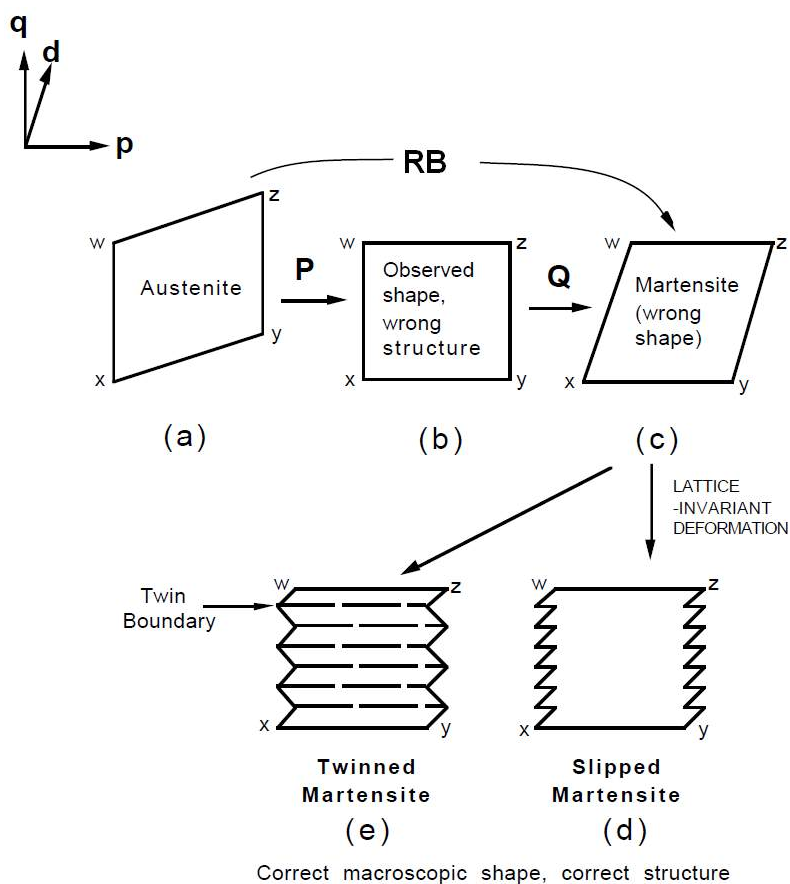 q
d
p
RB
w
z
Austenite
x
y
P
w
z
Observed
shape,
wrong
structure
x
y
Q
w
z
Martensite
(wrong
shape)
x
y
(a)
(b)
(c)
LATTICE
-INVARIANT
DEFORMATION
Twin
Boundary
w
z
x
y
w
z
x
y
Twinned
Martensite
(e)
Slipped
Martensite
(d)
Correct macroscopic shape, correct structure